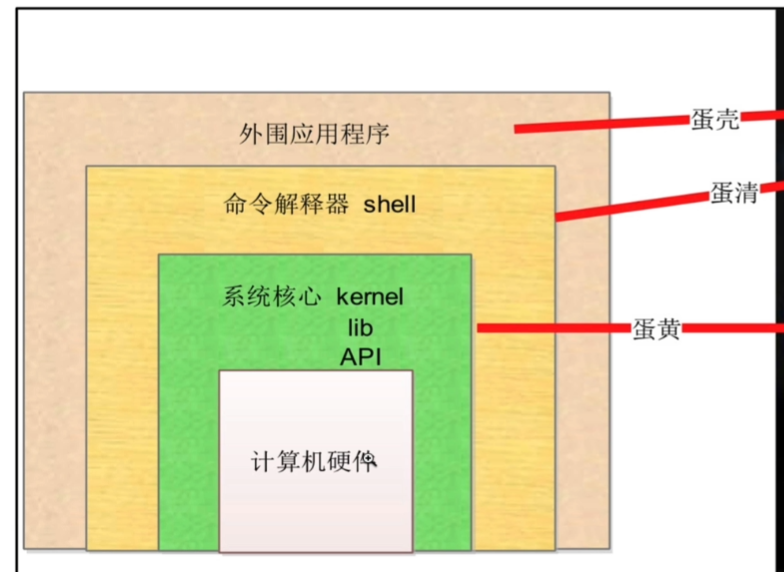 外围应用程序
蛋壳
命令解释器 shell
蛋清
系统核心 kernel
lib
API
蛋黄
计算机硬件